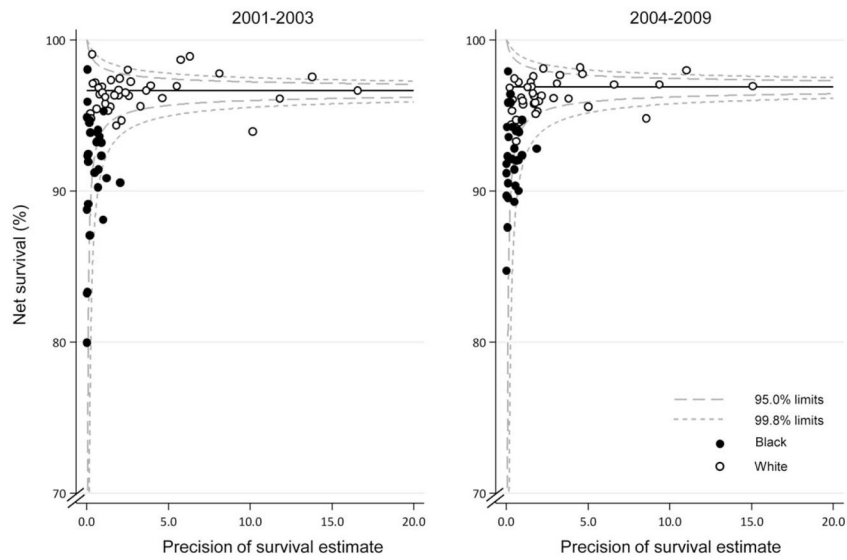 2001-2003
2004-2009
100
90
80
70
Net survival (%)
0.0 5.0 10.0 15.0 20.0
Precision of survival estimate
100
90
80
70
95.0% limits
99.8% limits
Black
White
0.0 5.0 10.0 15.0 20.0
Precision of survival estimate